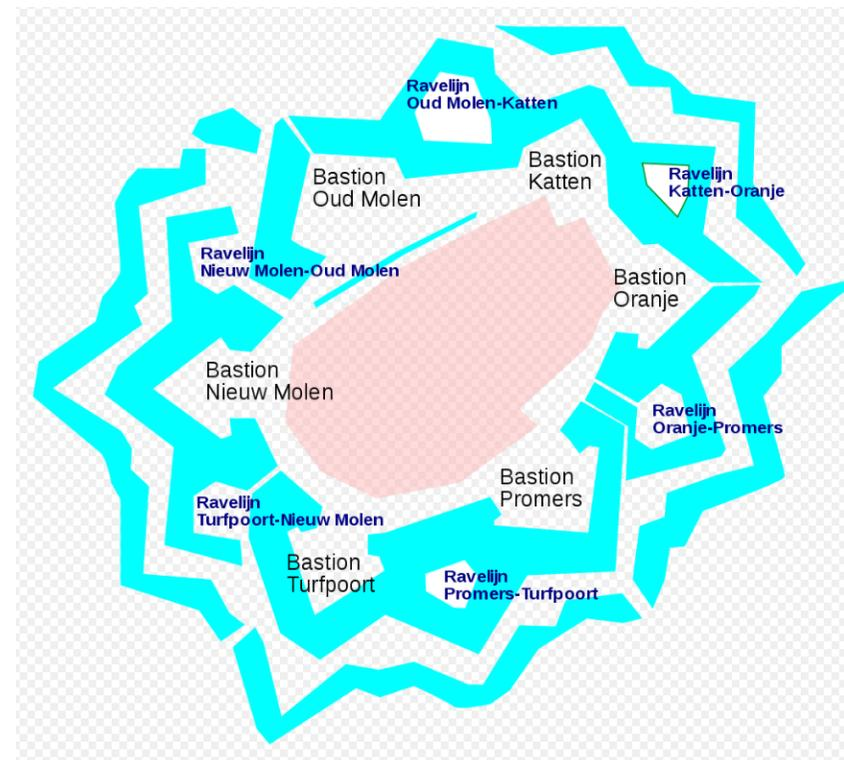 Ravelijn
Oud Molen-Katten
Bastion
Katten
Bastion
Oud Molen
Ravelijn
Katten-Oranje
Ravelijn
Nieuw Molen-Oud Molen
Bastion
Oranje
Bastion
Nieuw Molen
Ravelijn
Oranje-Promers
Bastion
Promers
Ravelijn
Turfpoort-Nieuw Molen
Bastion
Turfpoort
Ravelijn
Promers-Turfpoort